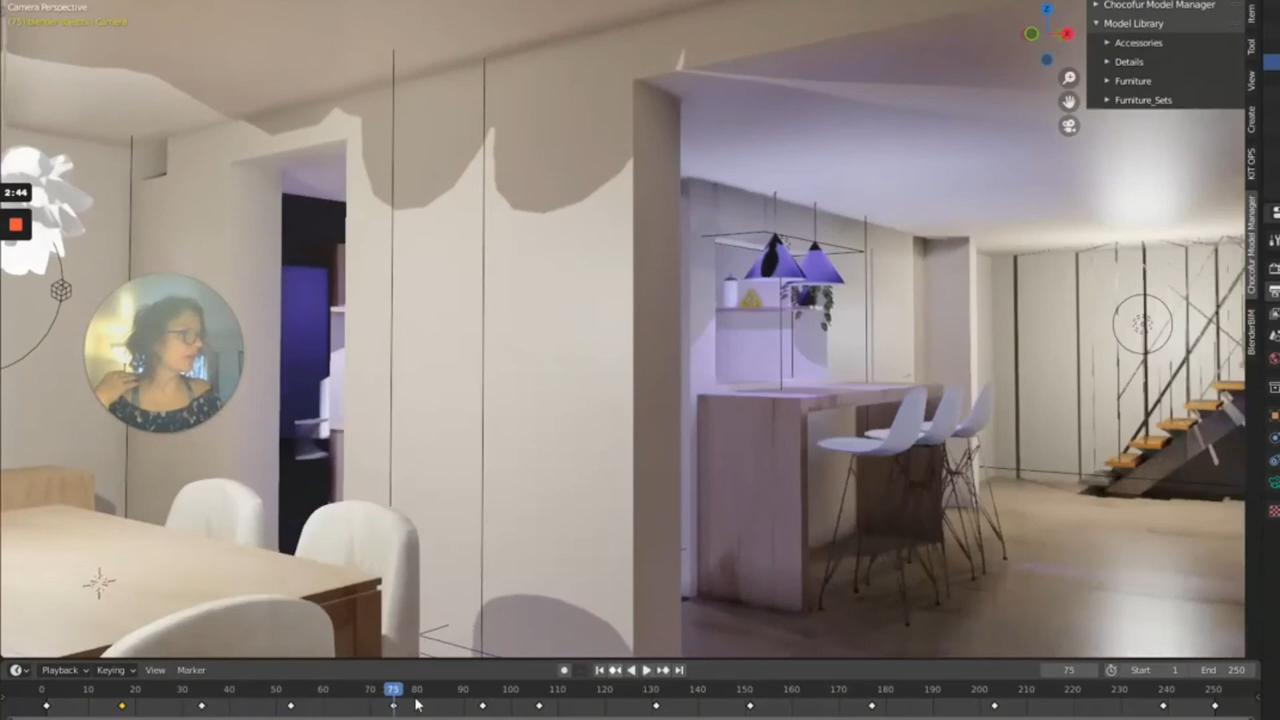 Camera Perspective
Chocofur Model Manager
Model Library
Accessories
Details
Furniture
Furniture_Sets
Item
Tool
View
Create
KIT OPS
Chocofur Model Manager
BlenderBIM
2:44
Playback Keying View Marker 75 Start 1 End 250
0 10 20 30 40 50 60 70 75 80 90 100 110 120 130 140 150 160 170 180 190 200 210 220 230 240 250